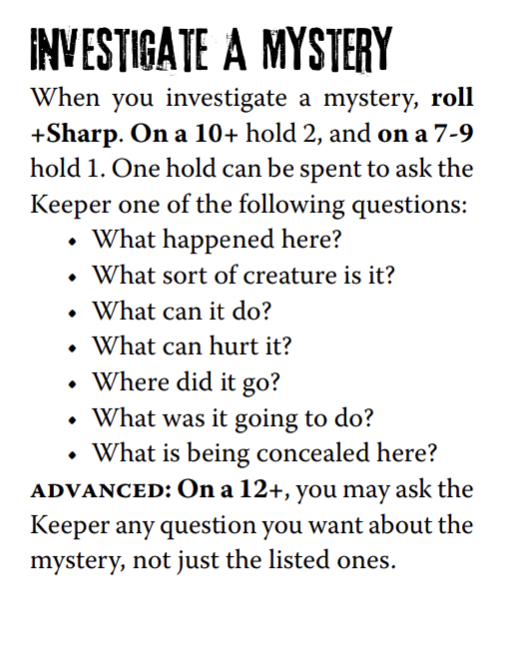 INVESTIGATE A MYSTERY
When you investigate a mystery, roll
+Sharp. On a 10+ hold 2, and on a 7-9
hold 1. One hold can be spent to ask the
Keeper one of the following questions:
• What happened here?
• What sort of creature is it?
• What can it do?
• What can hurt it?
• Where did it go?
• What was it going to do?
• What is being concealed here?
ADVANCED: On a 12+, you may ask the
Keeper any question you want about the
mystery, not just the listed ones.